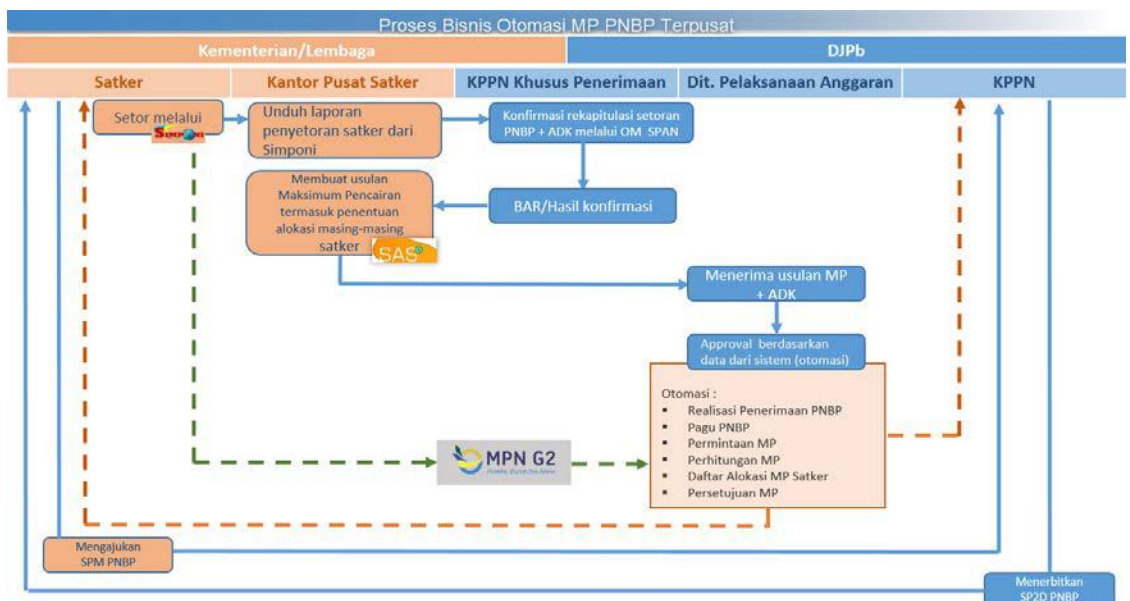 Proses Bisnis Otomasi MP PNBP Terpusat
Kementerian/Lembaga
DJPb
Satker
Kantor Pusat Satker
KPPN Khusus Penerimaan
Dit. Pelaksanaan Anggaran
KPPN
Setor melalui
SIMPONI
Unduh laporan
penyetoran satker dari
Simponi
Konfirmasi rekapitulasi setoran
PNBP + ADK melalui OM SPAN
Membuat usulan
Maksimum Pencairan
termasuk penentuan
alokasi masing-masing
satker
SAS
BAR/Hasil konfirmasi
Menerima usulan MP
+ ADK
Approval berdasarkan
data dari sistem (otomasi)
Otomasi :
▪ Realisasi Penerimaan PNBP
▪ Pagu PNBP
▪ Permintaan MP
▪ Perhitungan MP
▪ Daftar Alokasi MP Satker
▪ Persetujuan MP
MPN G2
Mengajukan
SPM PNBP
Menerbitkan
SP2D PNBP